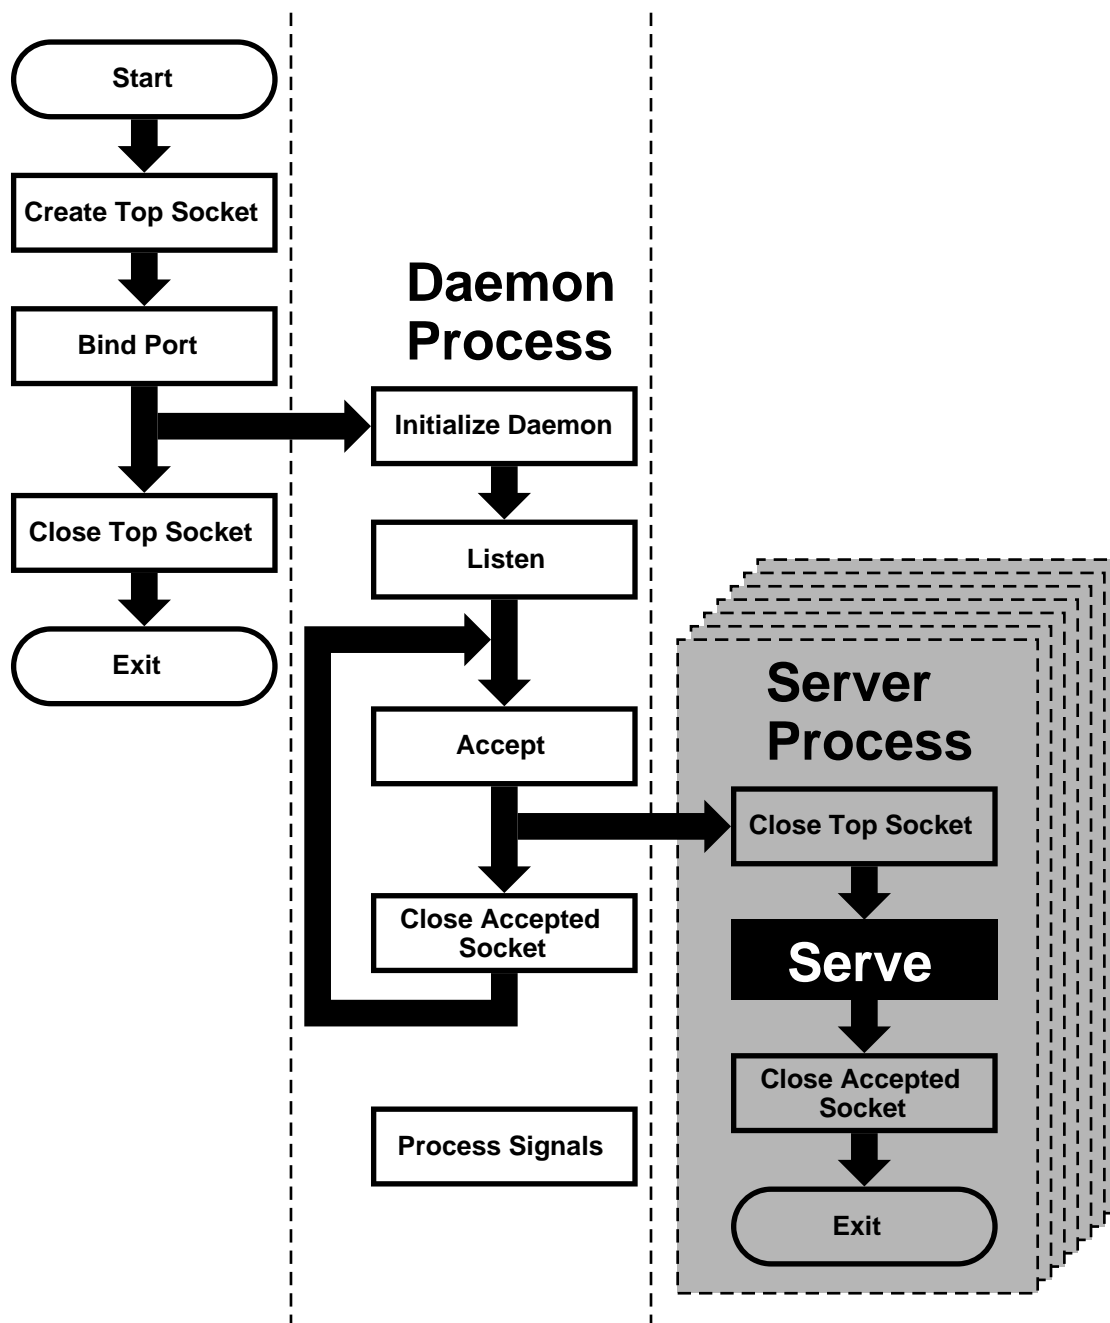 Start
Create Top Socket
Bind Port
Close Top Socket
Exit
Daemon
Process
Initialize Daemon
Listen
Accept
Close Accepted
Socket
Process Signals
Server
Process
Close Top Socket
Serve
Close Accepted
Socket
Exit